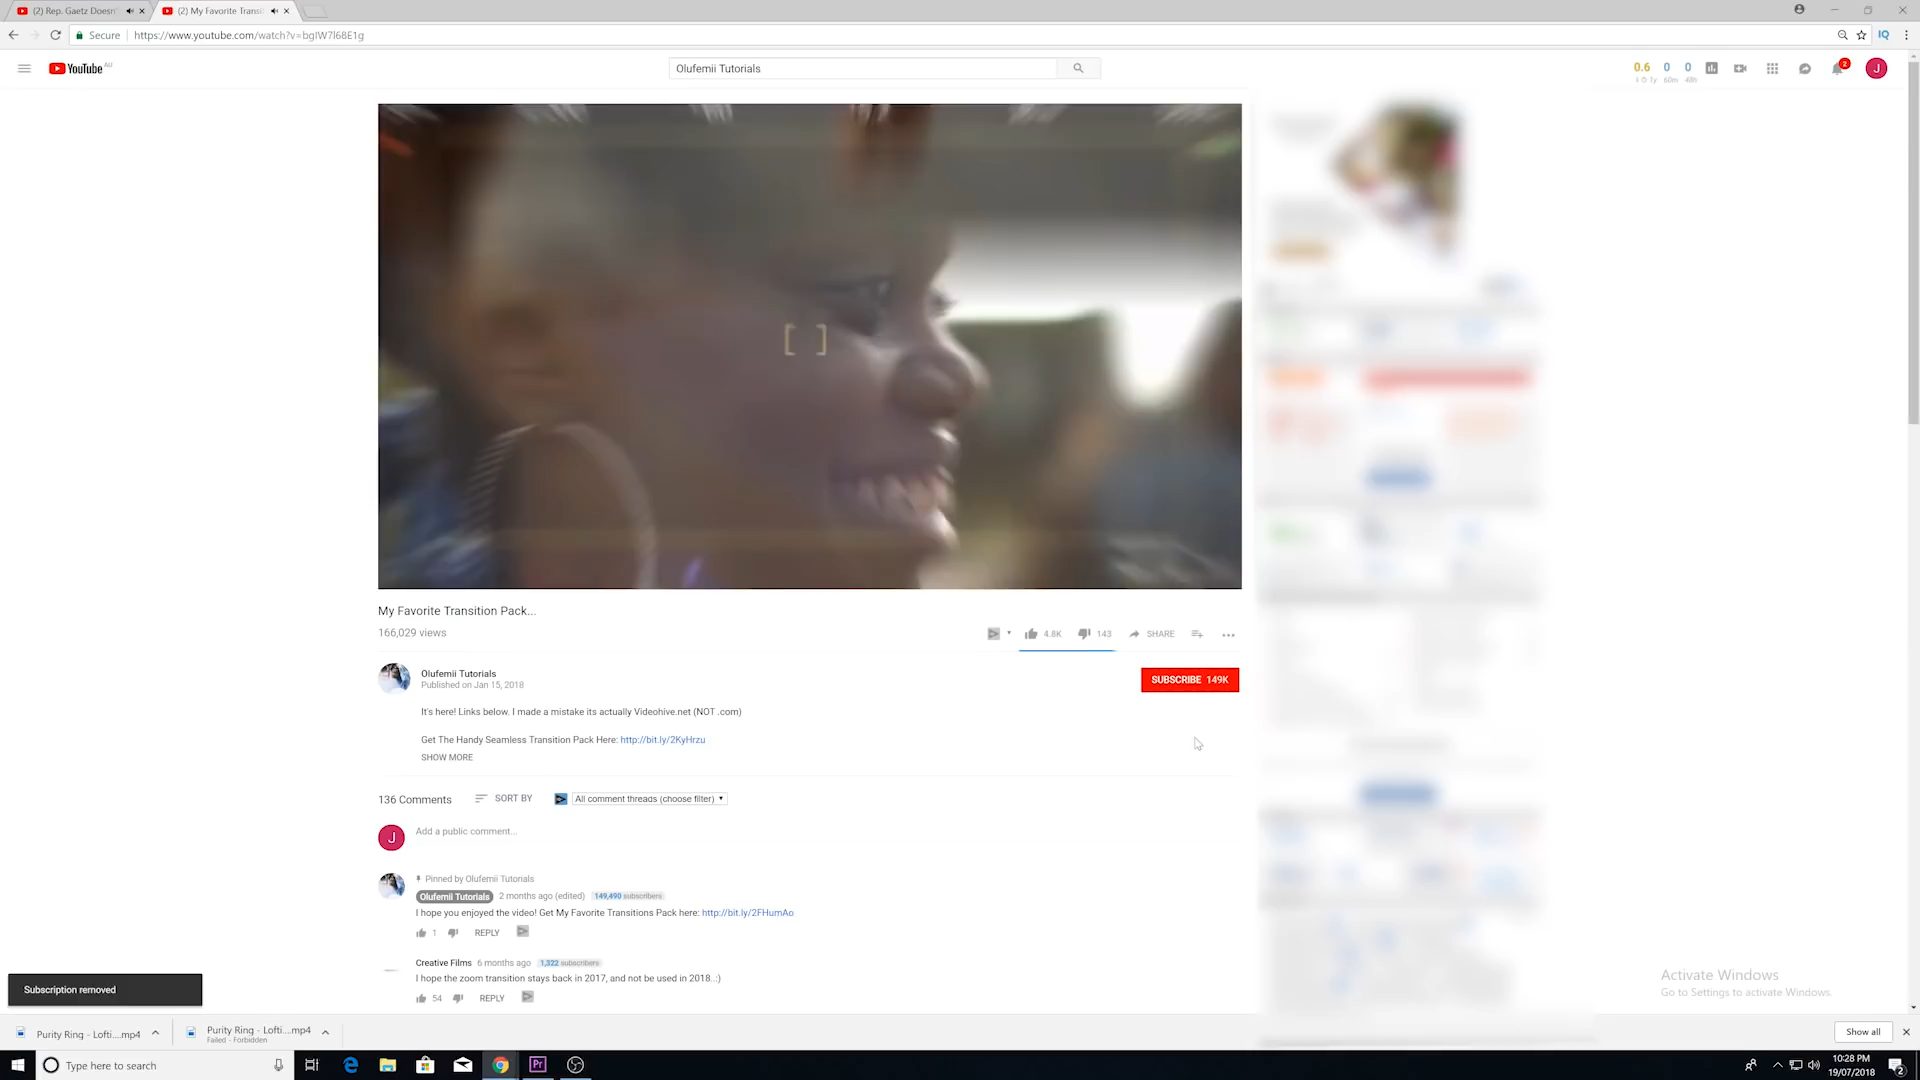 (2) Rep. Gaetz Doesn'
(2) My Favorite Transi
Secure
https://www.youtube.com/watch?v=bgIW7l68E1g
IQ
YouTube AU
Olufemii Tutorials
0.6 0 0
1y 60m 48h
2
J
My Favorite Transition Pack...
166,029 views
4.8K 143 SHARE
Olufemii Tutorials
Published on Jan 15, 2018
SUBSCRIBE 149K
It's here! Links below. I made a mistake its actually Videohive.net (NOT .com)
Get The Handy Seamless Transition Pack Here: http://bit.ly/2KyHrzu
SHOW MORE
136 Comments SORT BY All comment threads (choose filter)
J Add a public comment...
Pinned by Olufemii Tutorials
Olufemii Tutorials 2 months ago (edited) 149,490 subscribers
I hope you enjoyed the video! Get My Favorite Transitions Pack here: http://bit.ly/2FHumAo
1 REPLY
Creative Films 6 months ago 1,322 subscribers
I hope the zoom transition stays back in 2017, and not be used in 2018..:)
54 REPLY
Subscription removed
Activate Windows
Go to Settings to activate Windows.
Purity Ring - Lofti....mp4
Purity Ring - Lofti....mp4
Failed - Forbidden
Show all
Type here to search
Pr
10:28 PM
19/07/2018
2